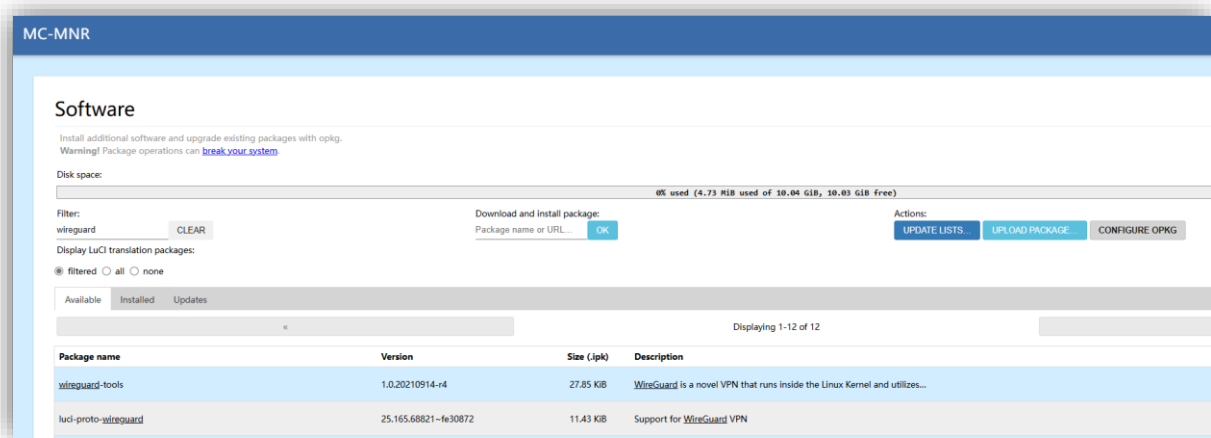 MC-MNR
Software
Install additional software and upgrade existing packages with opkg.
Warning! Package operations can break your system.
Disk space:
0% used (4.73 MiB used of 10.04 GiB, 10.03 GiB free)
Filter:
Download and install package:
Actions:
wireguard
CLEAR
Package name or URL...
OK
UPDATE LISTS...
UPLOAD PACKAGE...
CONFIGURE OPKG
Display LuCI translation packages:
filtered all none
Available Installed Updates
«
Displaying 1-12 of 12
Package name Version Size (.ipk) Description
wireguard-tools 1.0.20210914-r4 27.85 KiB WireGuard is a novel VPN that runs inside the Linux Kernel and utilizes...
luci-proto-wireguard 25.165.68821~fe30872 11.43 KiB Support for WireGuard VPN